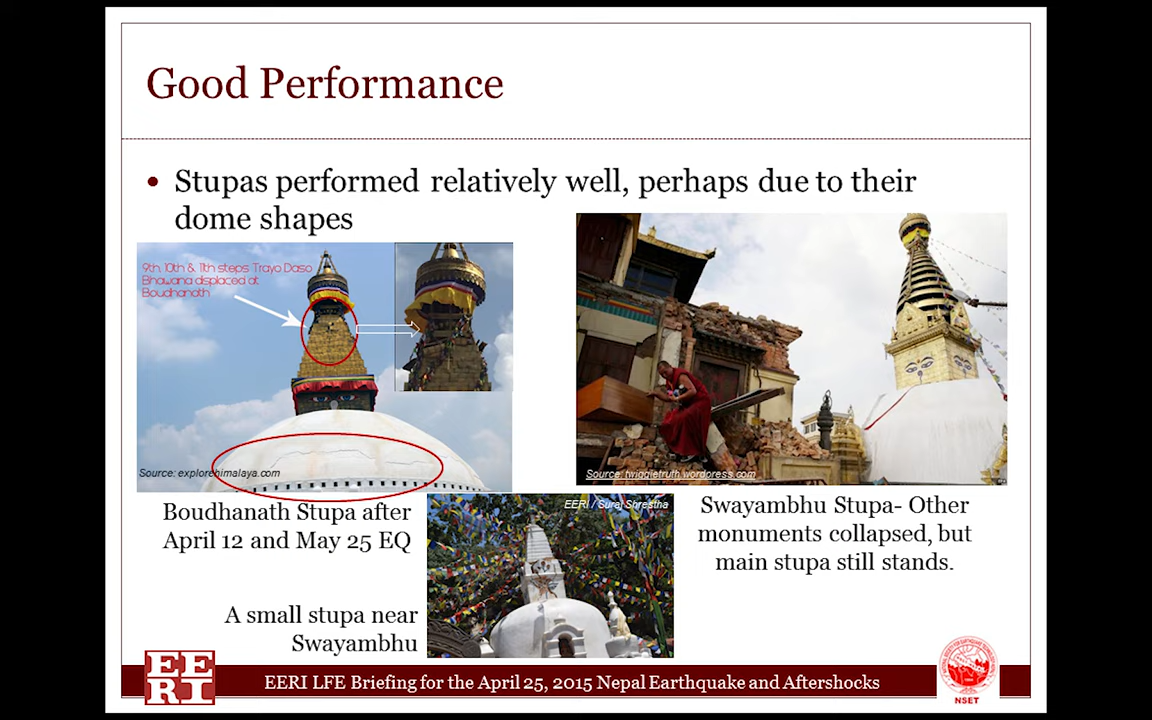 Good Performance
• Stupas performed relatively well, perhaps due to their
dome shapes
9th, 10th & 11th steps Trayo Daso
Bhawana displaced at
Boudhanath
Source: explorehimalaya.com
Source: twiggietruth.wordpress.com
Boudhanath Stupa after
April 12 and May 25 EQ
EERI / Suraj Shrestha
Swayambhu Stupa- Other
monuments collapsed, but
main stupa still stands.
A small stupa near
Swayambhu
EE
RI
EERI LFE Briefing for the April 25, 2015 Nepal Earthquake and Aftershocks
NSET